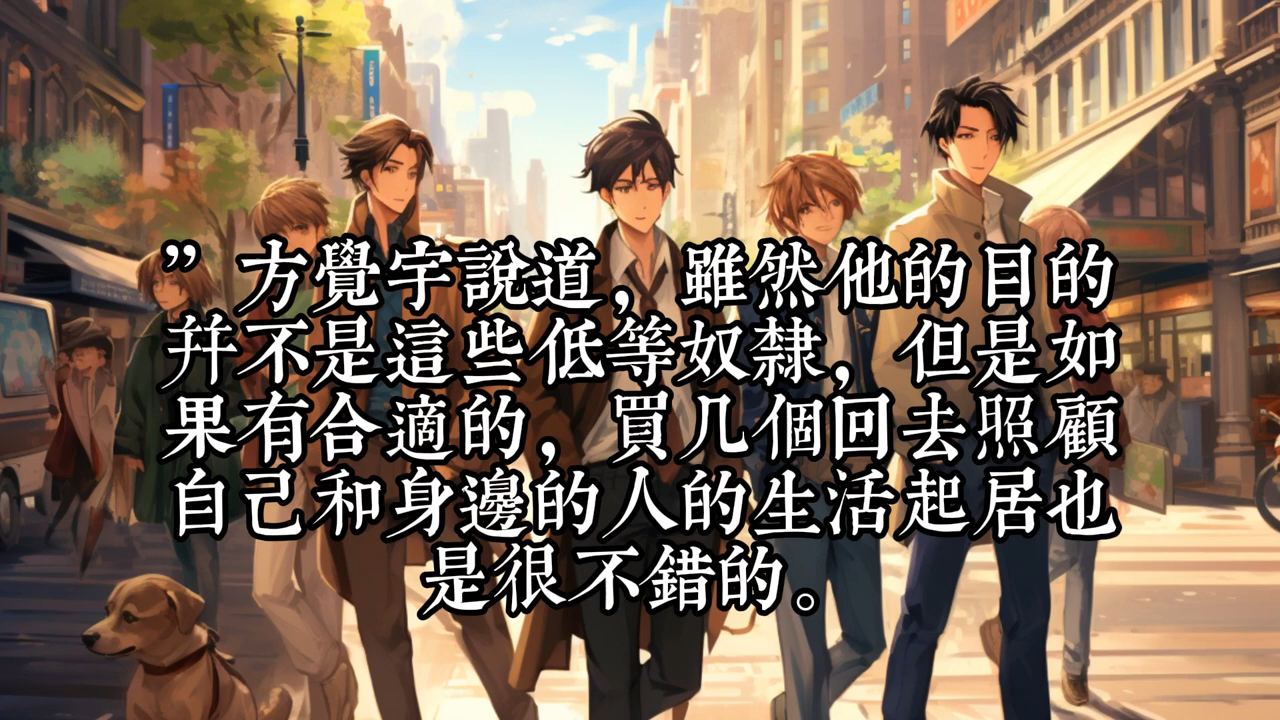 ”方覺宇說道，雖然他的目的
并不是這些低等奴隸，但是如
果有合適的，買几個回去照顧
自己和身邊的人的生活起居也
是很不錯的。